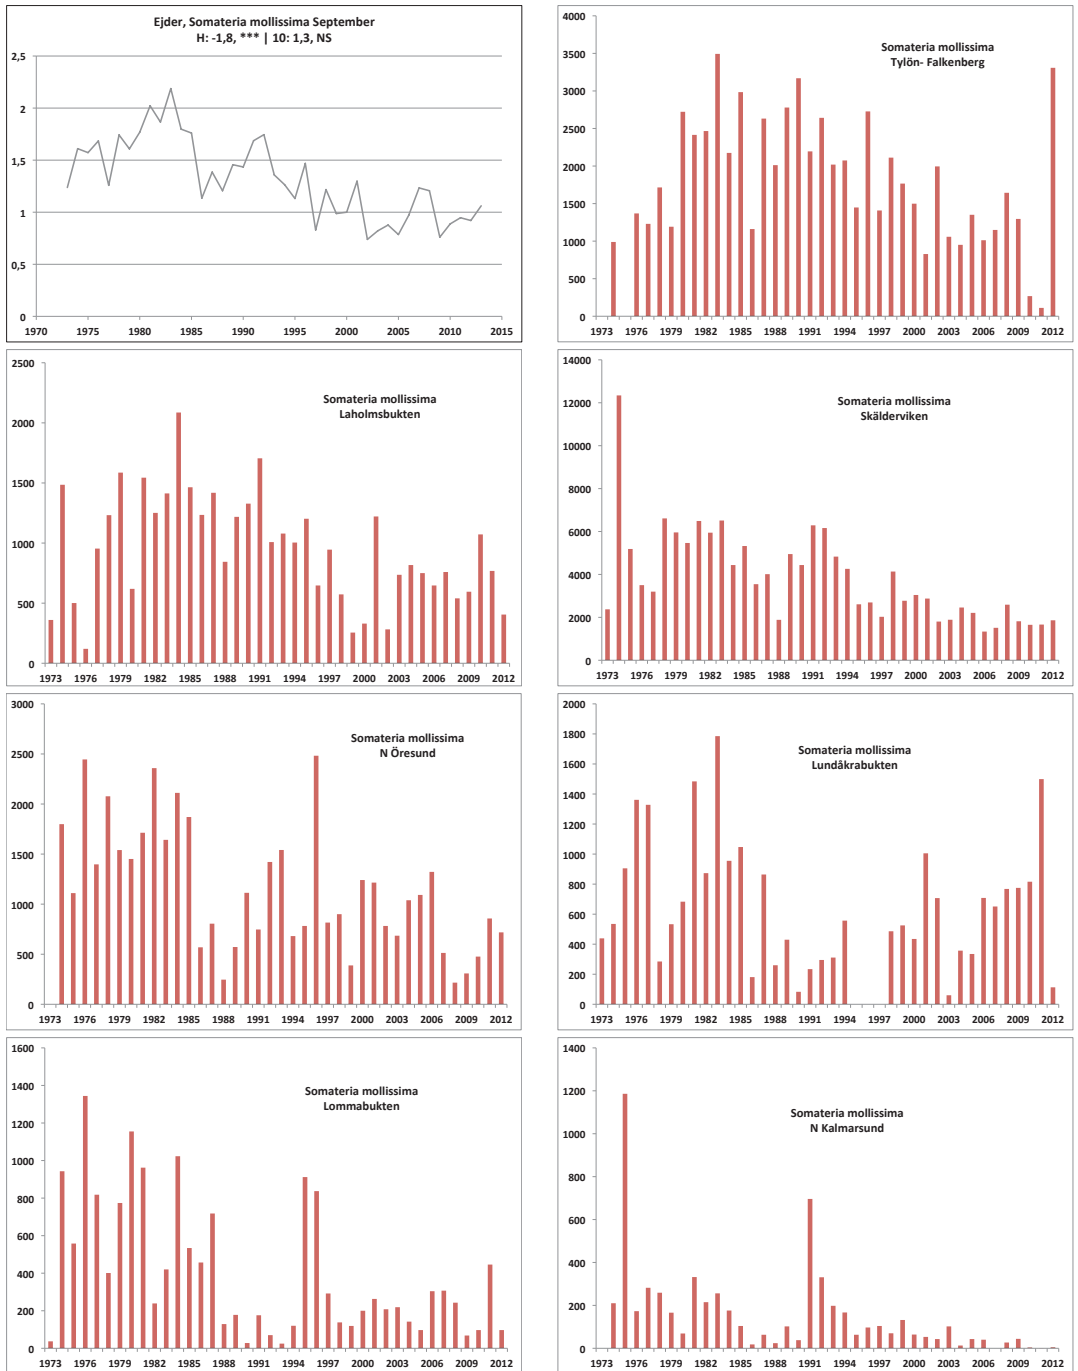 Ejder, Somateria mollissima September
H: -1,8, *** | 10: 1,3, NS
2,5
2
1,5
1
0,5
0
1970 1975 1980 1985 1990 1995 2000 2005 2010 2015
Somateria mollissima
Tylön- Falkenberg
4000
3500
3000
2500
2000
1500
1000
500
0
1973 1976 1979 1982 1985 1988 1991 1994 1997 2000 2003 2006 2009 2012
Somateria mollissima
Laholmsbukten
2500
2000
1500
1000
500
0
1973 1976 1979 1982 1985 1988 1991 1994 1997 2000 2003 2006 2009 2012
Somateria mollissima
Skälderviken
14000
12000
10000
8000
6000
4000
2000
0
1973 1976 1979 1982 1985 1988 1991 1994 1997 2000 2003 2006 2009 2012
Somateria mollissima
N Öresund
3000
2500
2000
1500
1000
500
0
1973 1976 1979 1982 1985 1988 1991 1994 1997 2000 2003 2006 2009 2012
Somateria mollissima
Lundåkrabukten
2000
1800
1600
1400
1200
1000
800
600
400
200
0
1973 1976 1979 1982 1985 1988 1991 1994 1997 2000 2003 2006 2009 2012
Somateria mollissima
Lommabukten
1600
1400
1200
1000
800
600
400
200
0
1973 1976 1979 1982 1985 1988 1991 1994 1997 2000 2003 2006 2009 2012
Somateria mollissima
N Kalmarsund
1400
1200
1000
800
600
400
200
0
1973 1976 1979 1982 1985 1988 1991 1994 1997 2000 2003 2006 2009 2012